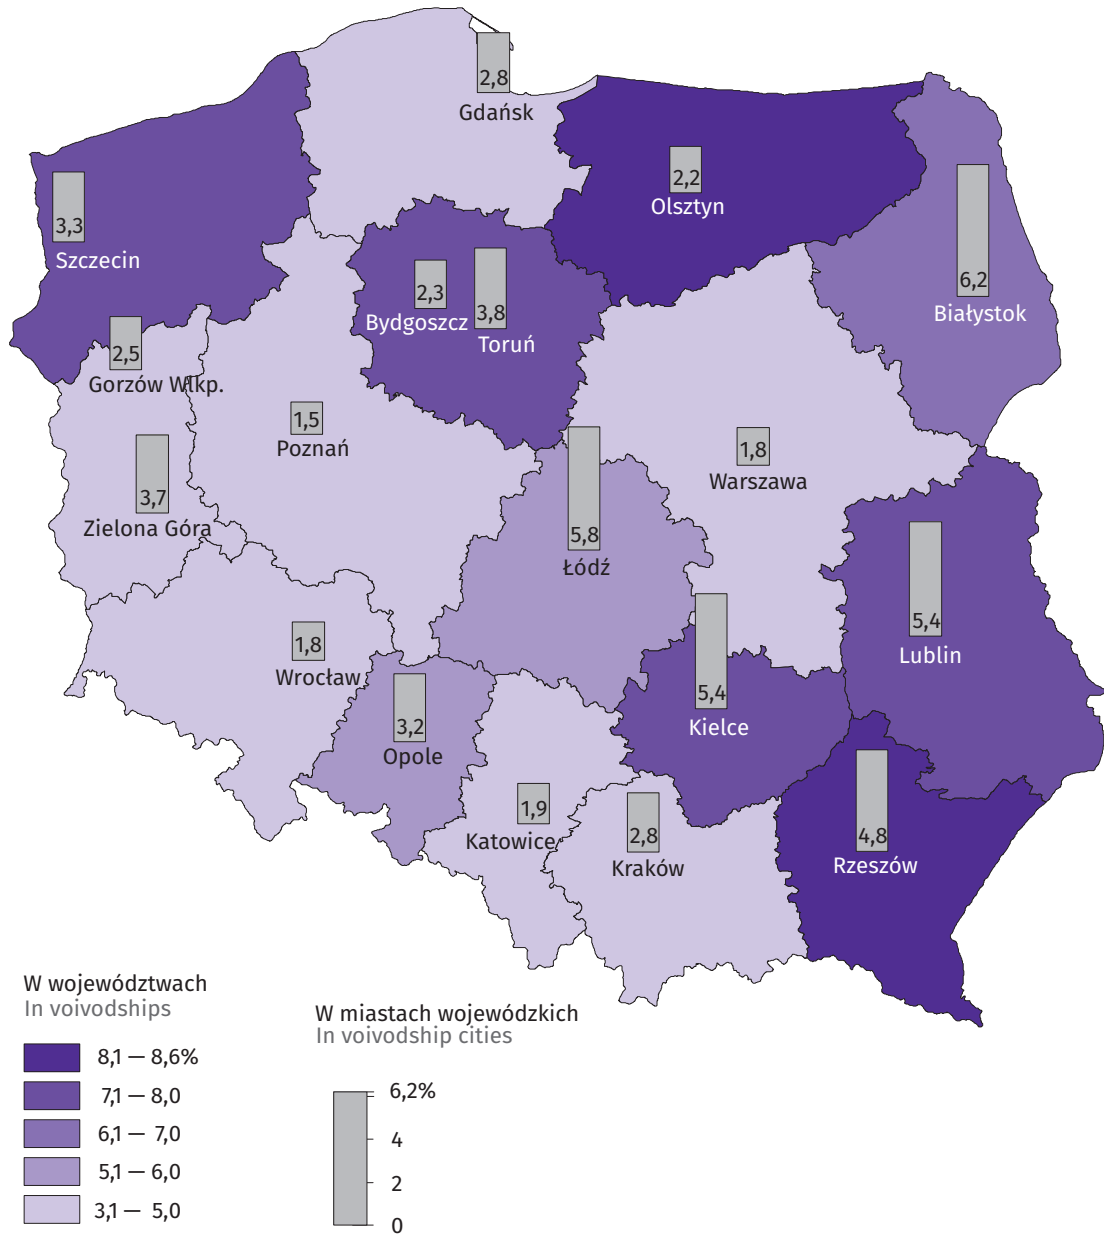 2,8
Gdańsk
2,2
Olsztyn
3,3
Szczecin
6,2
Białystok
2,3
Bydgoszcz
3,8
Toruń
2,5
Gorzów Wlkp.
1,5
Poznań
1,8
Warszawa
3,7
Zielona Góra
5,8
Łódź
5,4
Lublin
1,8
Wrocław
5,4
Kielce
3,2
Opole
1,9
Katowice
2,8
Kraków
4,8
Rzeszów
W województwach
In voivodships
8,1 — 8,6%
7,1 — 8,0
6,1 — 7,0
5,1 — 6,0
3,1 — 5,0
W miastach wojewódzkich
In voivodship cities
6,2%
4
2
0